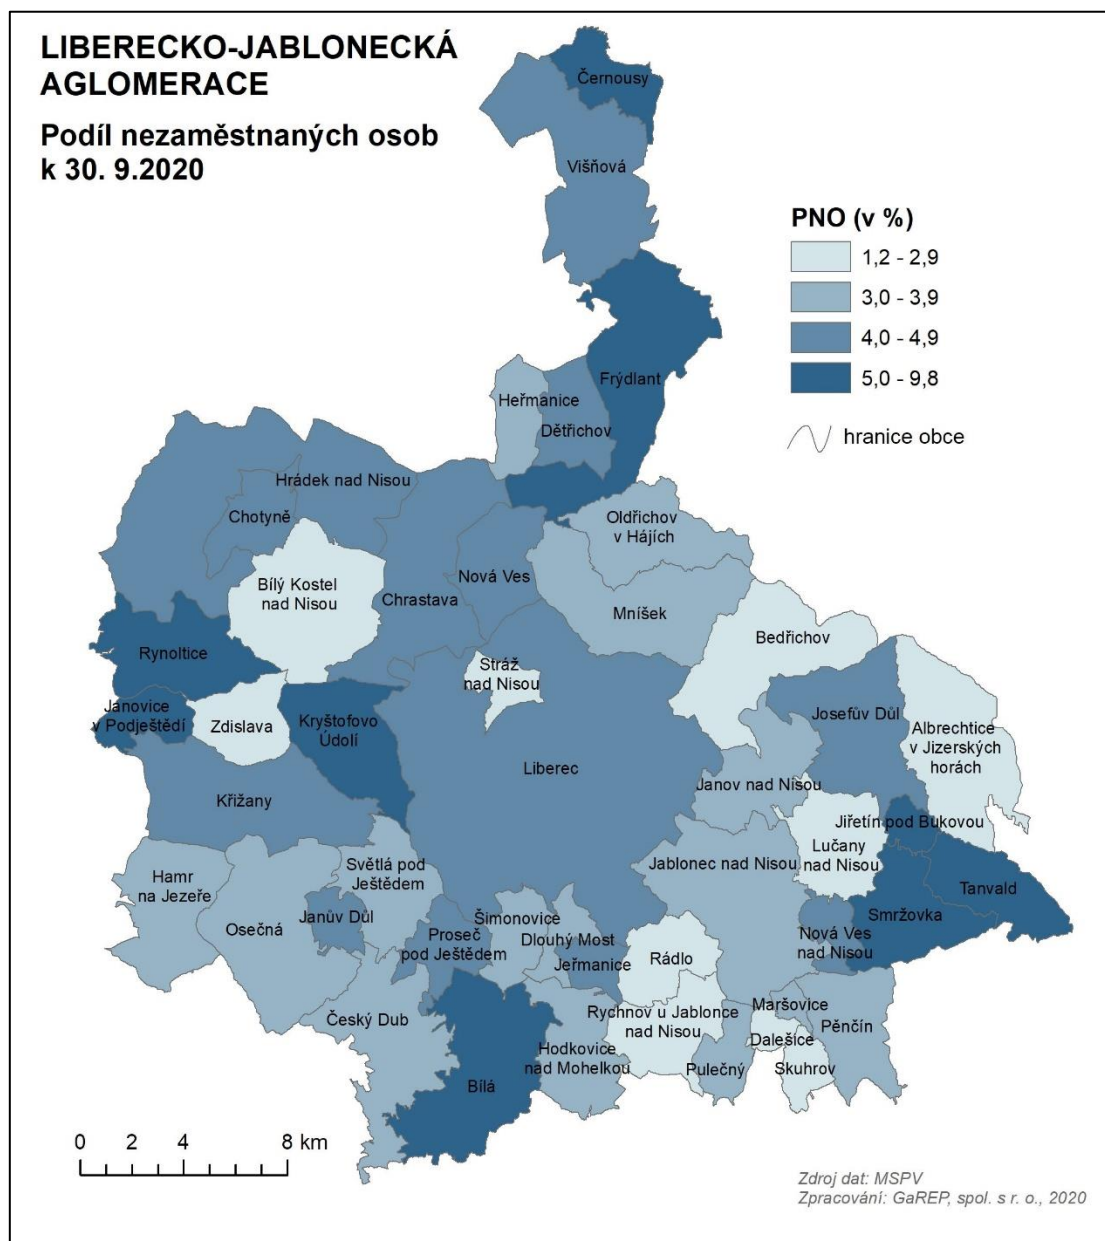 LIBERECKO-JABLONECKÁ
AGLOMERACE
Podíl nezaměstnaných osob
k 30. 9.2020
PNO (v %)
1,2 - 2,9
3,0 - 3,9
4,0 - 4,9
5,0 - 9,8
hranice obce
Černousy
Višňová
Frýdlant
Heřmanice
Dětřichov
Hrádek nad Nisou
Chotyně
Oldřichov
v Hájích
Bílý Kostel
nad Nisou
Chrastava
Nová Ves
Mníšek
Bedřichov
Rynoltice
Stráž
nad Nisou
Janovice
v Podještědí
Zdislava
Kryštofovo
Údolí
Josefův Důl
Albrechtice
v Jizerských
horách
Liberec
Janov nad Nisou
Křižany
Jiřetín pod Bukovou
Lučany
nad Nisou
Jablonec nad Nisou
Tanvald
Hamr
na Jezeře
Světlá pod
Ještědem
Osečná
Janův Důl
Smržovka
Šimonovice
Proseč
pod Ještědem
Dlouhý Most
Jeřmanice
Rádlo
Nová Ves
nad Nisou
Český Dub
Rychnov u Jablonce
nad Nisou
Maršovice
Pěnčín
Dalešice
Hodkovice
nad Mohelkou
Pulečný
Skuhrov
Bílá
0 2 4 8 km
Zdroj dat: MSPV
Zpracování: GaREP, spol. s r. o., 2020